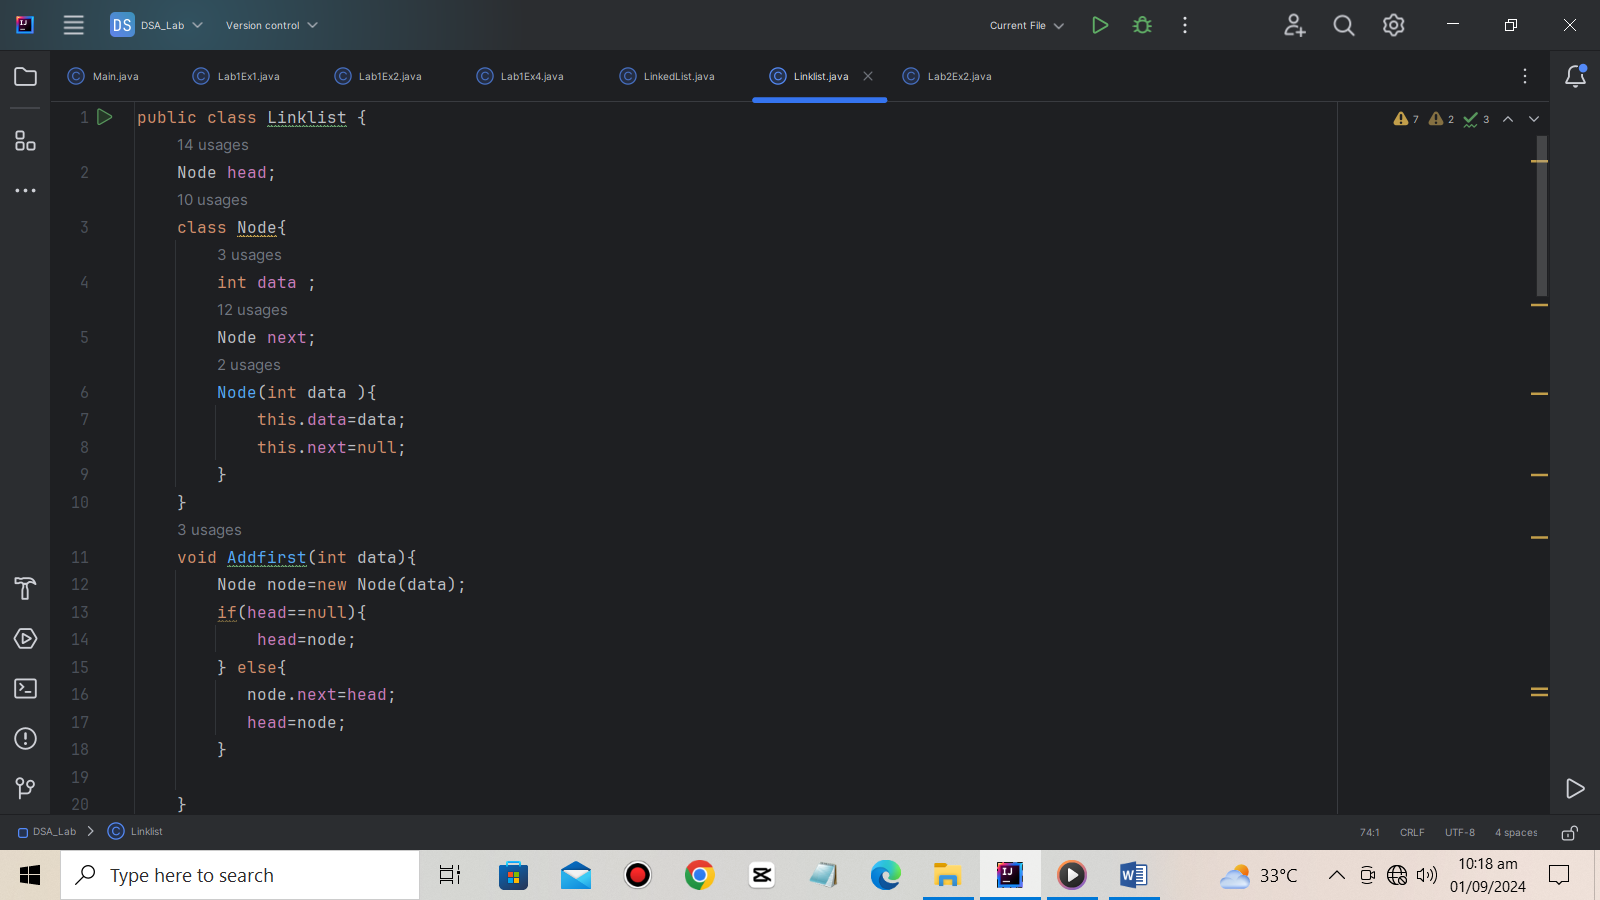 DS DSA_Lab Version control Current File
Main.java Lab1Ex1.java Lab1Ex2.java Lab1Ex4.java LinkedList.java Linklist.java Lab2Ex2.java
1 public class Linklist { 7 2 3
14 usages
2 Node head;
10 usages
3 class Node{
3 usages
4 int data ;
12 usages
5 Node next;
2 usages
6 Node(int data ){
7 this.data=data;
8 this.next=null;
9 }
10 }
3 usages
11 void Addfirst(int data){
12 Node node=new Node(data);
13 if(head==null){
14 head=node;
15 } else{
16 node.next=head;
17 head=node;
18 }
19
20 }
DSA_Lab Linklist 74:1 CRLF UTF-8 4 spaces
Type here to search 33°C 10:18 am
01/09/2024